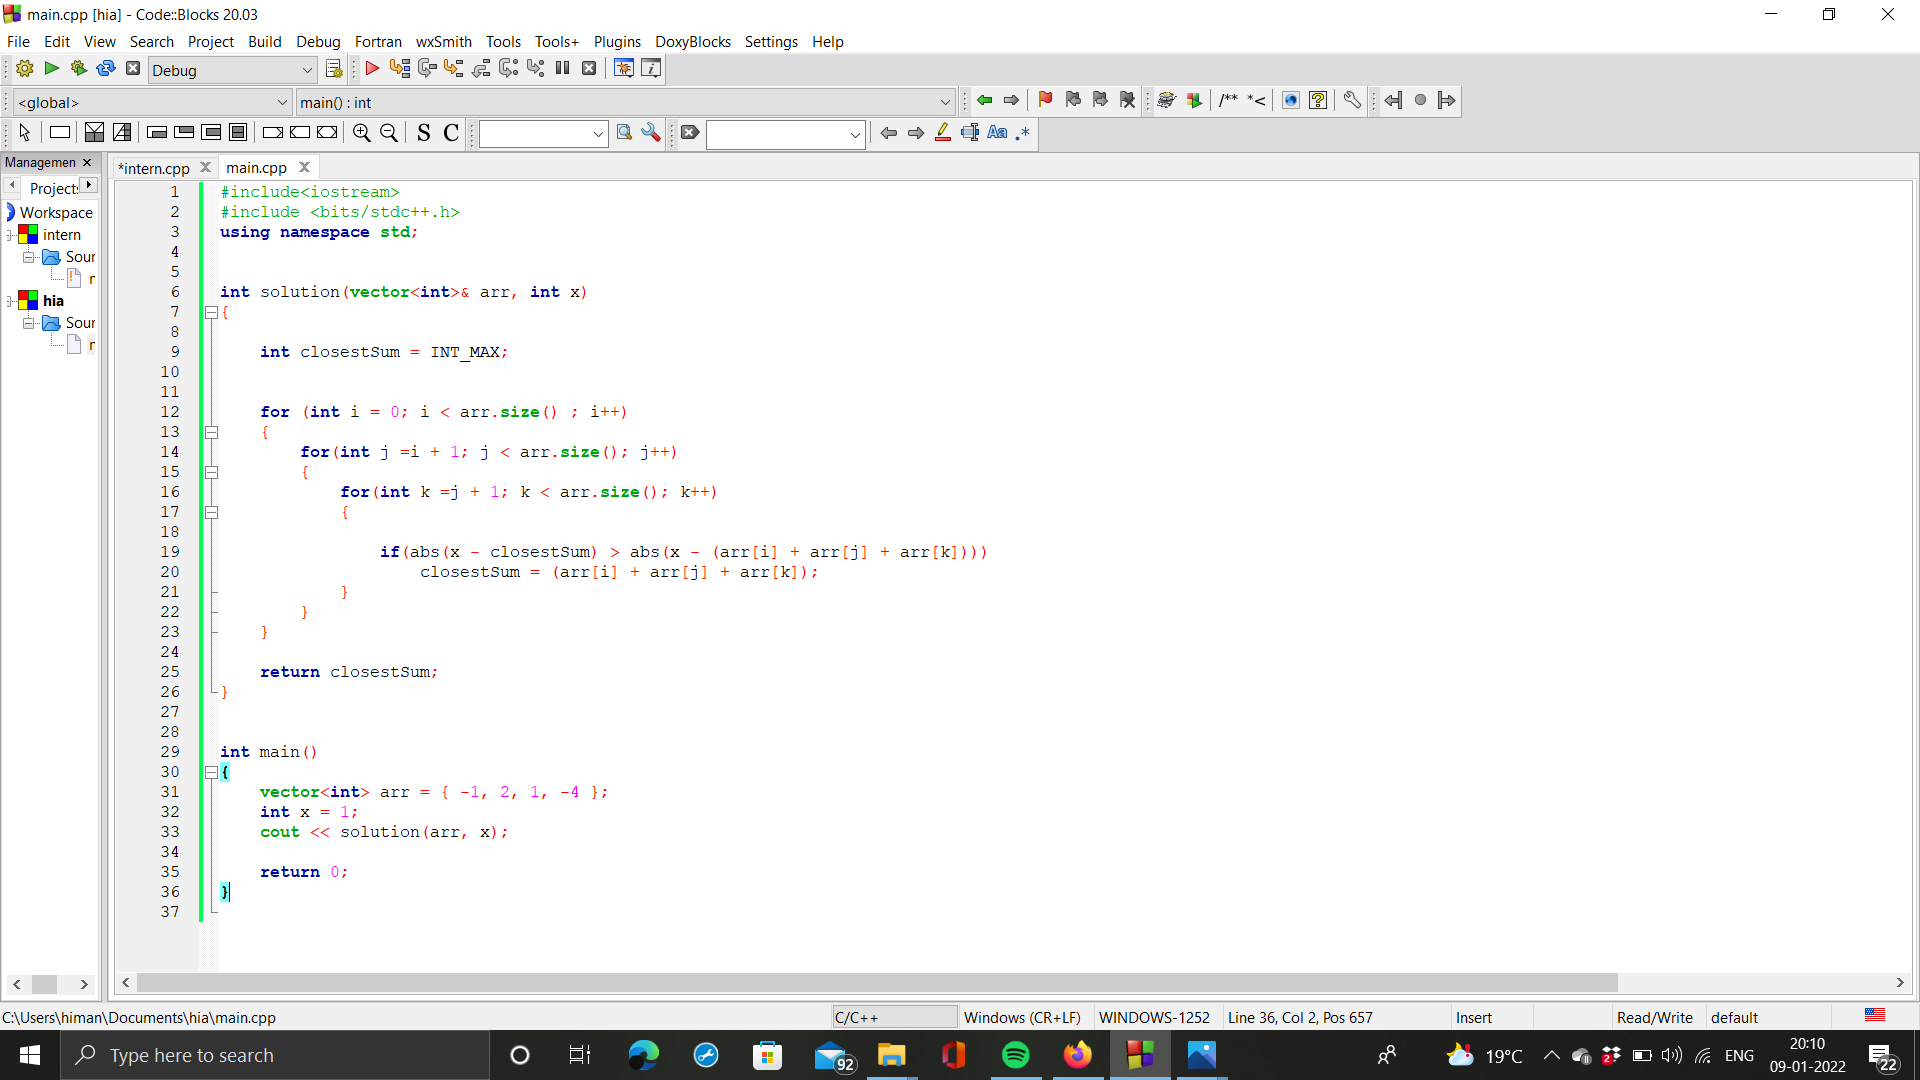 main.cpp [hia] - Code::Blocks 20.03
File Edit View Search Project Build Debug Fortran wxSmith Tools Tools+ Plugins DoxyBlocks Settings Help
Debug
<global> main() : int /** *<
S C Aa .*
Managemen *intern.cpp main.cpp
Projects
Workspace
intern
Sour
hia
Sour
1 #include<iostream>
2 #include <bits/stdc++.h>
3 using namespace std;
4
5
6 int solution(vector<int>& arr, int x)
7 {
8
9     int closestSum = INT_MAX;
10
11
12     for (int i = 0; i < arr.size() ; i++)
13     {
14         for(int j =i + 1; j < arr.size(); j++)
15         {
16             for(int k =j + 1; k < arr.size(); k++)
17             {
18
19                 if(abs(x - closestSum) > abs(x - (arr[i] + arr[j] + arr[k])))
20                     closestSum = (arr[i] + arr[j] + arr[k]);
21             }
22         }
23     }
24
25     return closestSum;
26 }
27
28
29 int main()
30 {
31     vector<int> arr = { -1, 2, 1, -4 };
32     int x = 1;
33     cout << solution(arr, x);
34
35     return 0;
36 }
37
C:\Users\himan\Documents\hia\main.cpp C/C++ Windows (CR+LF) WINDOWS-1252 Line 36, Col 2, Pos 657 Insert Read/Write default
Type here to search 92 19°C 2 ENG 20:10
09-01-2022 22